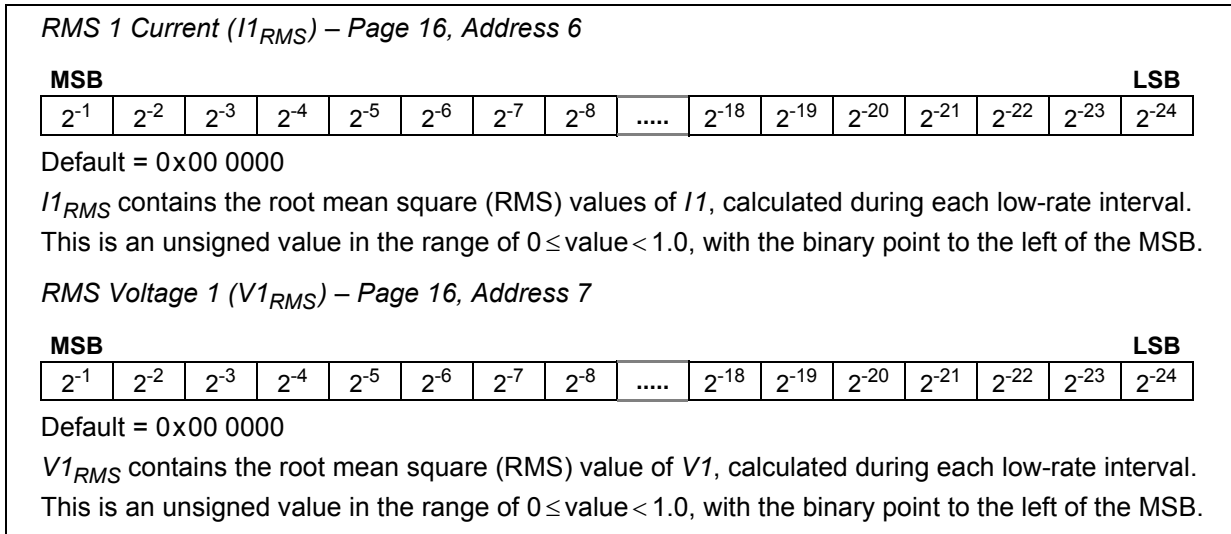 RMS 1 Current (I1RMS) – Page 16, Address 6
MSB LSB
2-1 2-2 2-3 2-4 2-5 2-6 2-7 2-8 ..... 2-18 2-19 2-20 2-21 2-22 2-23 2-24
Default = 0x00 0000
I1RMS contains the root mean square (RMS) values of I1, calculated during each low-rate interval.
This is an unsigned value in the range of 0 ≤ value < 1.0, with the binary point to the left of the MSB.
RMS Voltage 1 (V1RMS) – Page 16, Address 7
MSB LSB
2-1 2-2 2-3 2-4 2-5 2-6 2-7 2-8 ..... 2-18 2-19 2-20 2-21 2-22 2-23 2-24
Default = 0x00 0000
V1RMS contains the root mean square (RMS) value of V1, calculated during each low-rate interval.
This is an unsigned value in the range of 0 ≤ value < 1.0, with the binary point to the left of the MSB.